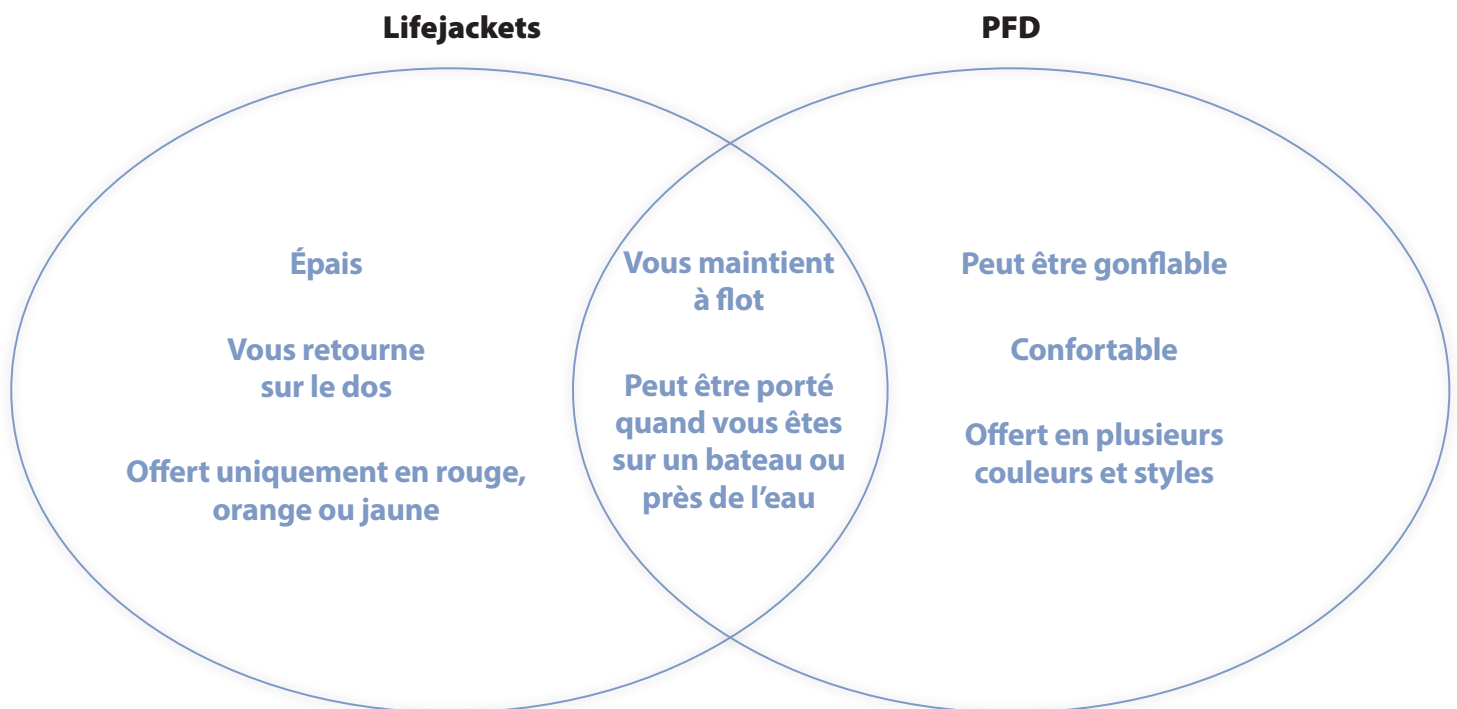 Lifejackets
PFD
Épais
Vous retourne
sur le dos
Offert uniquement en rouge,
orange ou jaune
Vous maintient
à flot
Peut être porté
quand vous êtes
sur un bateau ou
près de l’eau
Peut être gonflable
Confortable
Offert en plusieurs
couleurs et styles